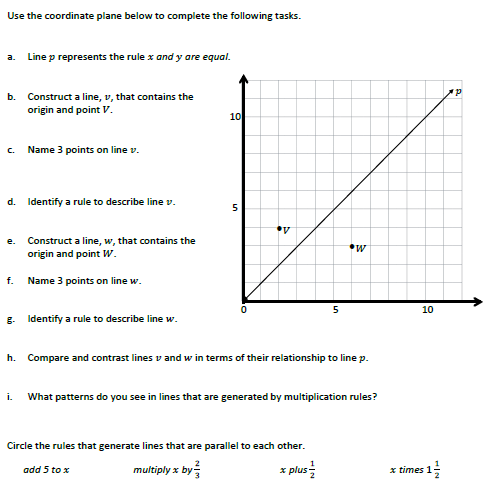 Use the coordinate plane below to complete the following tasks.
a. Line p represents the rule x and y are equal.
b. Construct a line, v, that contains the
origin and point V.
c. Name 3 points on line v.
d. Identify a rule to describe line v.
e. Construct a line, w, that contains the
origin and point W.
f. Name 3 points on line w.
g. Identify a rule to describe line w.
p
10
5
V
W
0 5 10
h. Compare and contrast lines v and w in terms of their relationship to line p.
i. What patterns do you see in lines that are generated by multiplication rules?
Circle the rules that generate lines that are parallel to each other.
add 5 to x multiply x by 2/3 x plus 1/2 x times 1 1/2